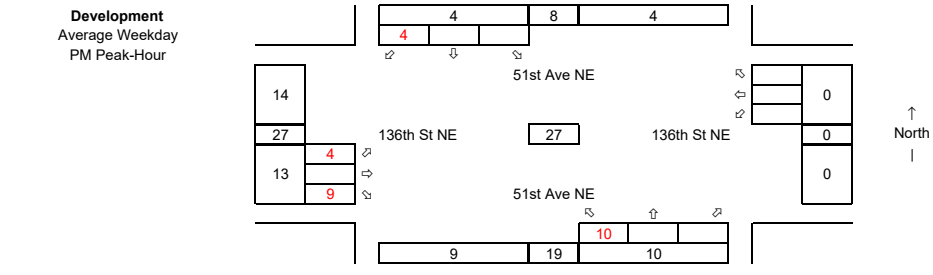 Development
Average Weekday
PM Peak-Hour
4 8 4
4
51st Ave NE
14 0
27 136th St NE 27 136th St NE 0
4
13 0
9
51st Ave NE
10
9 19 10
↑
North
|